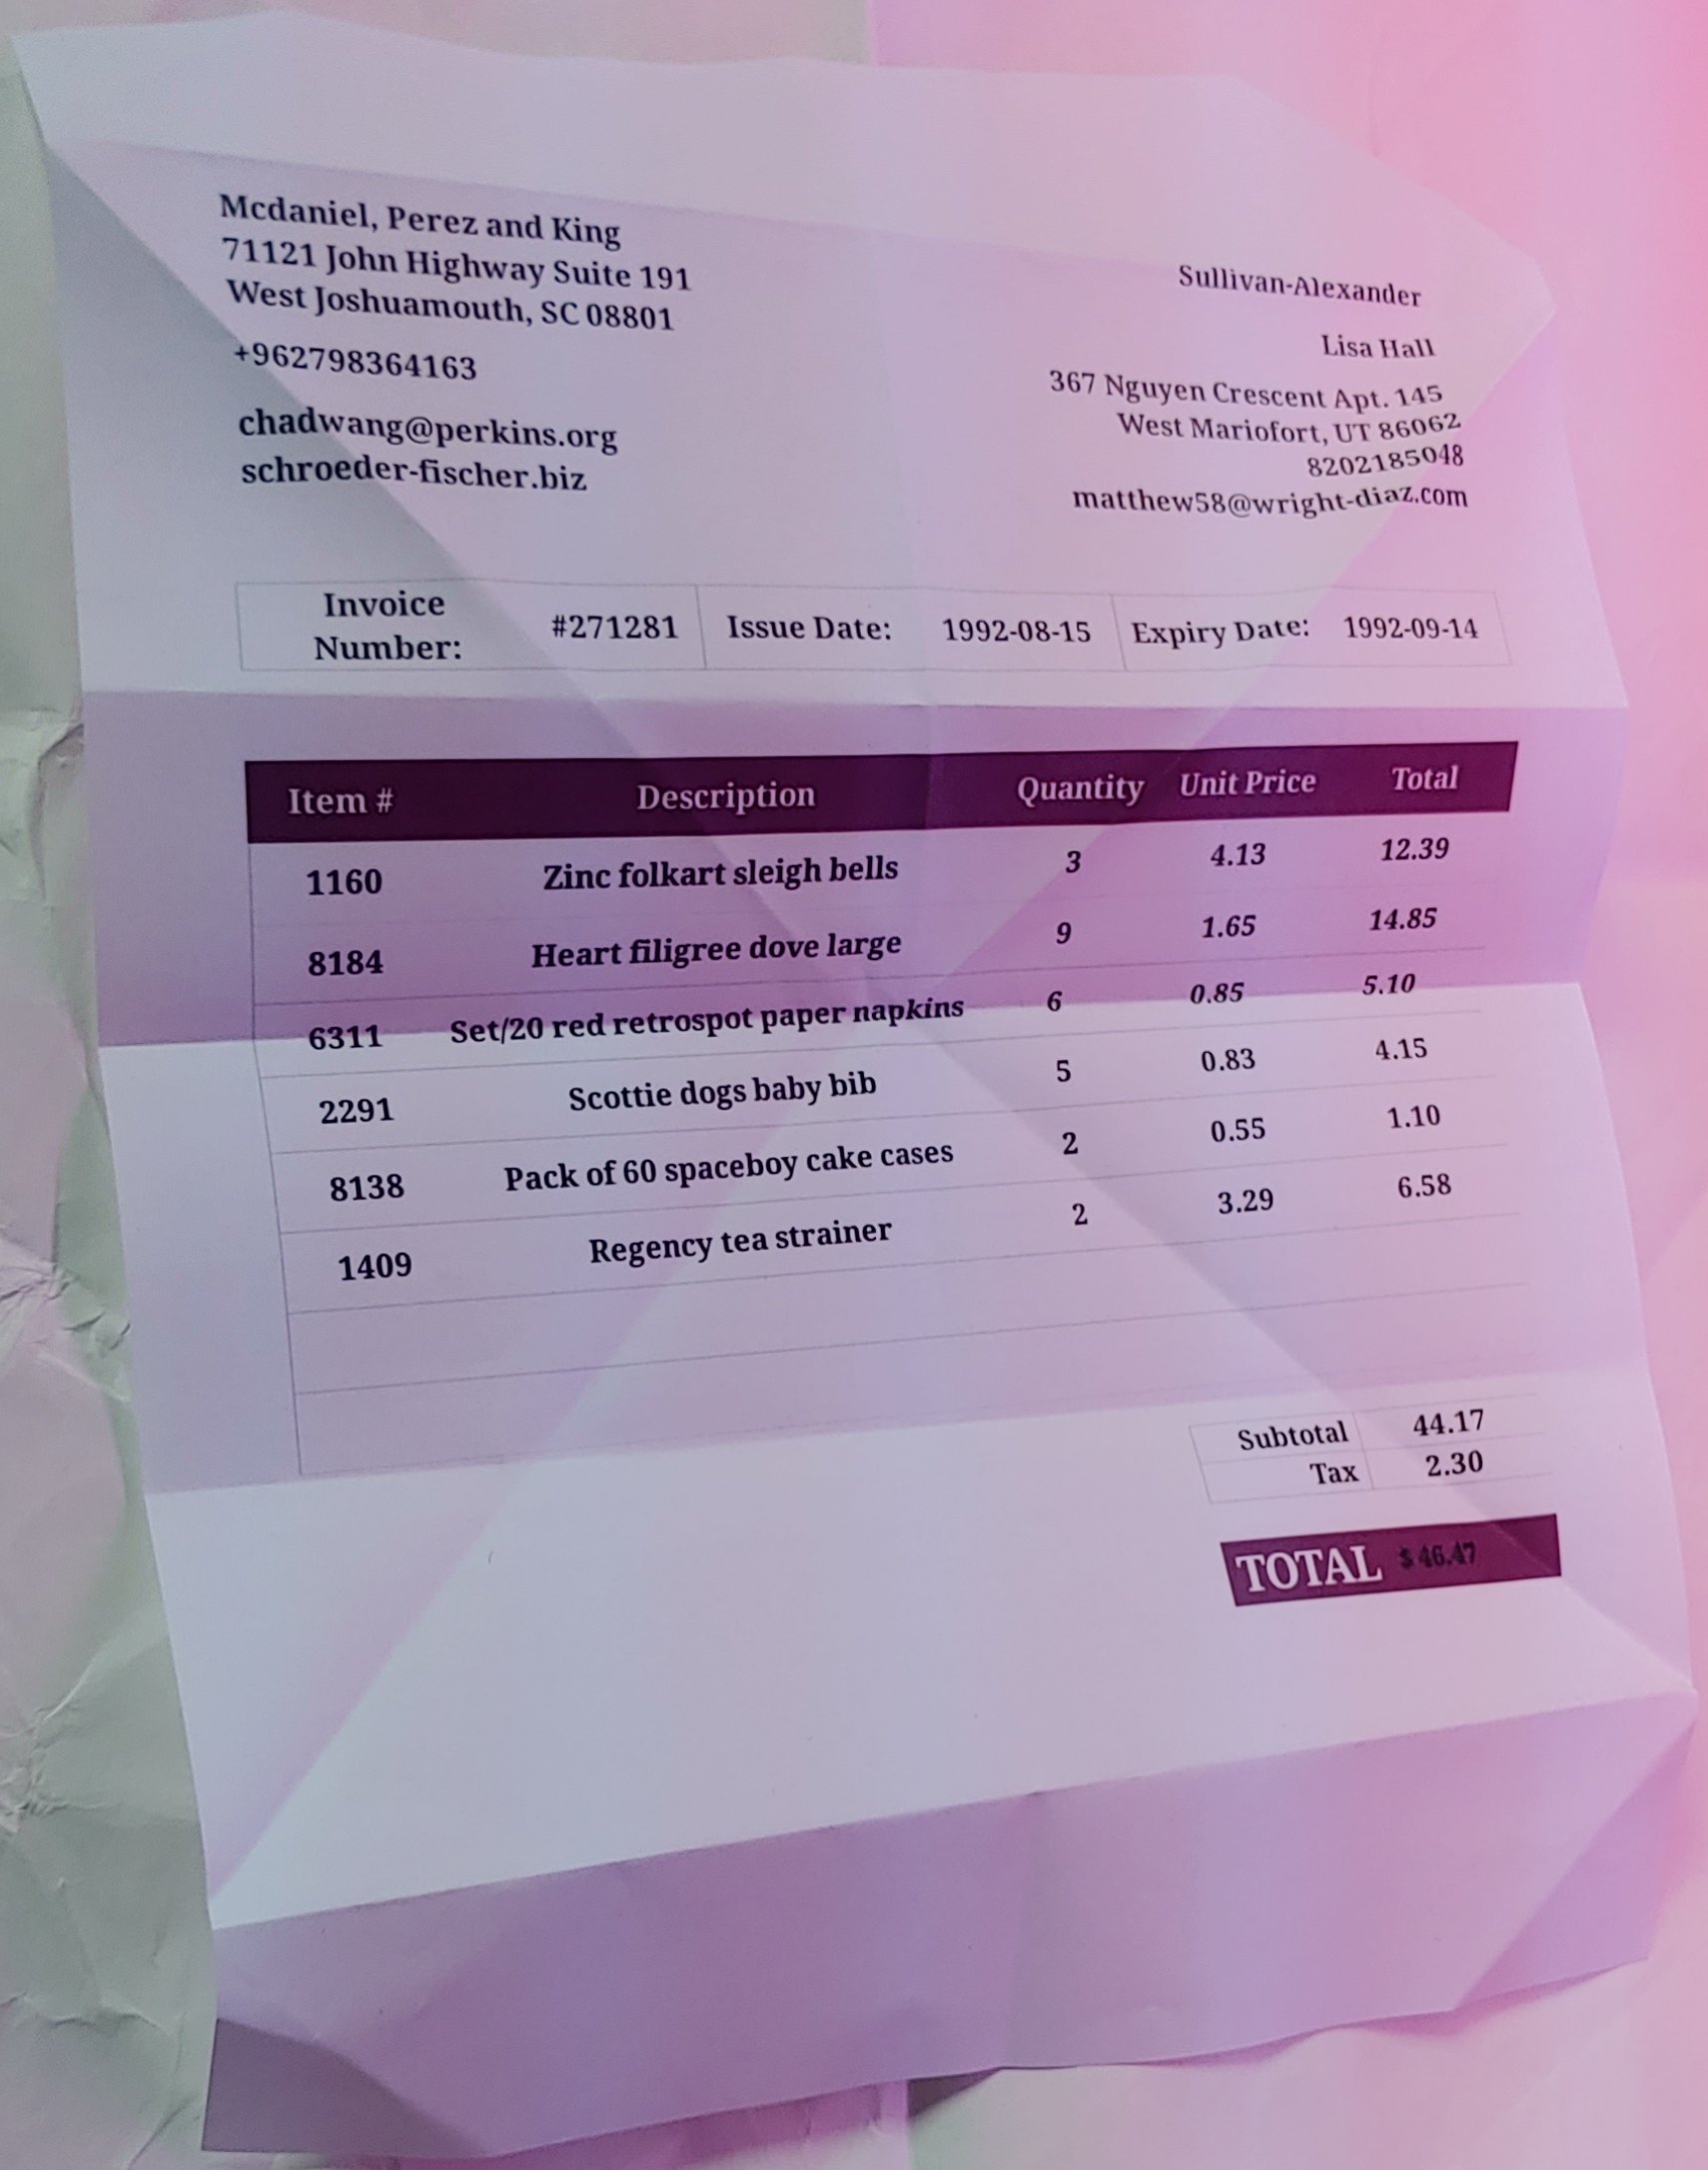 Mcdaniel, Perez and King
71121 John Highway Suite 191
West Joshuamouth, SC 08801
+962798364163
chadwang@perkins.org
schroeder-fischer.biz
Sullivan-Alexander
Lisa Hall
367 Nguyen Crescent Apt. 145
West Mariofort, UT 86062
8202185048
matthew58@wright-diaz.com
Invoice Number: #271281 Issue Date: 1992-08-15 Expiry Date: 1992-09-14
Item # Description Quantity Unit Price Total
1160 Zinc folkart sleigh bells 3 4.13 12.39
8184 Heart filigree dove large 9 1.65 14.85
6311 Set/20 red retrospot paper napkins 6 0.85 5.10
2291 Scottie dogs baby bib 5 0.83 4.15
8138 Pack of 60 spaceboy cake cases 2 0.55 1.10
1409 Regency tea strainer 2 3.29 6.58
Subtotal 44.17
Tax 2.30
TOTAL $ 46.47